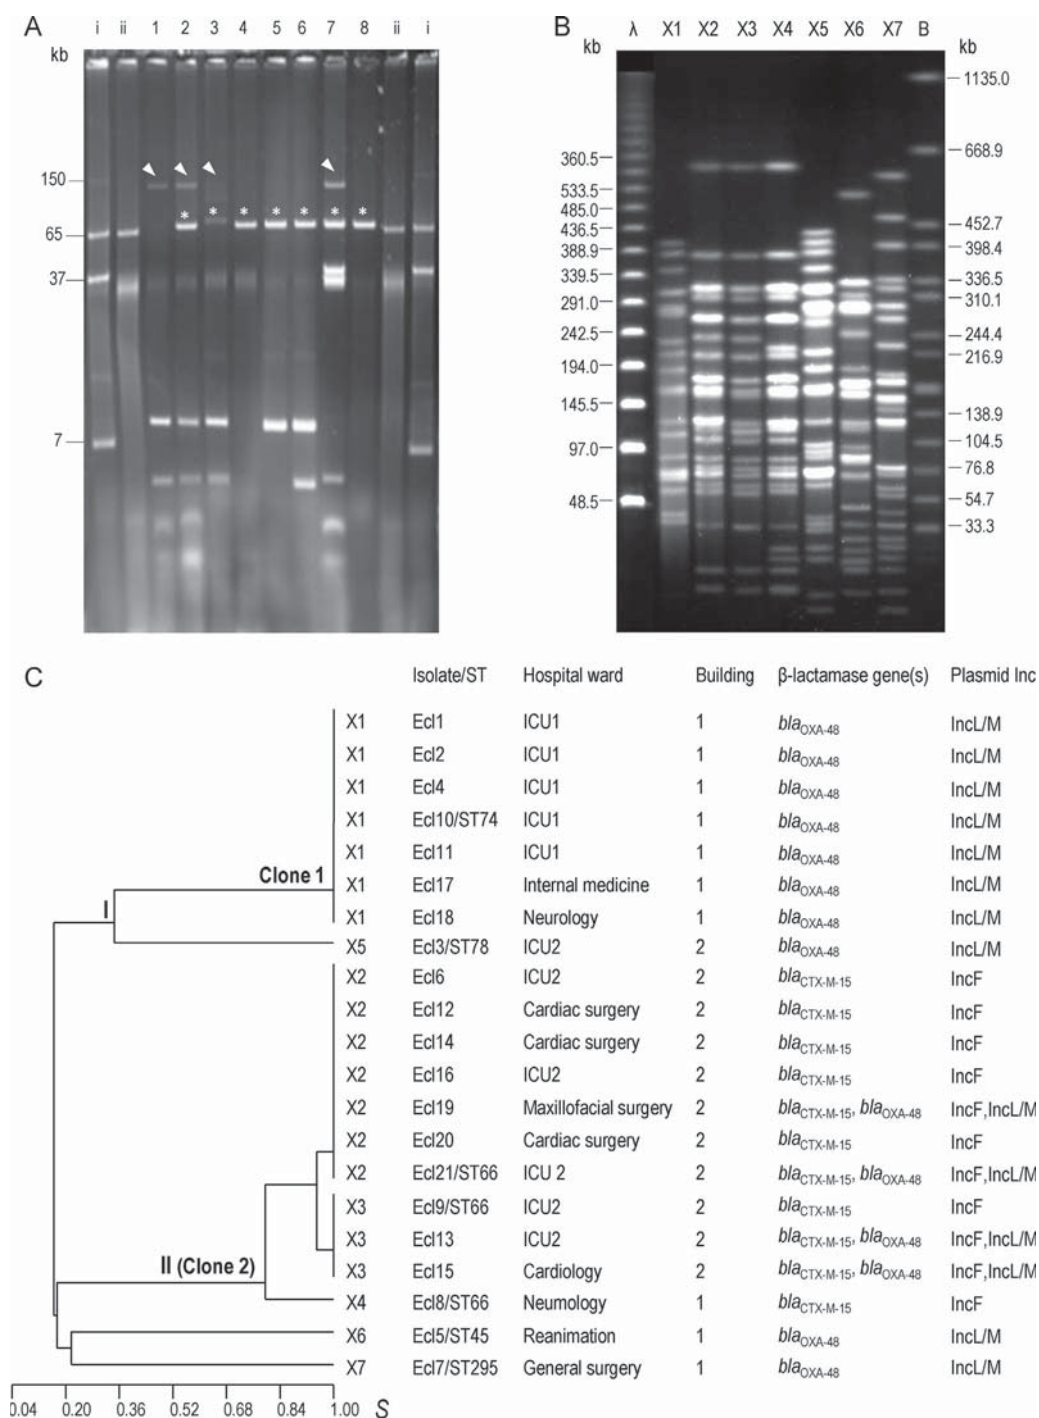 A
i ii 1 2 3 4 5 6 7 8 ii i
kb
150
65
37
7
* * * * * * *
B
λ X1 X2 X3 X4 X5 X6 X7 B
kb
kb
360.5
533.5
485.0
436.5
388.9
339.5
291.0
242.5
194.0
145.5
97.0
48.5
1135.0
668.9
452.7
398.4
336.5
310.1
244.4
216.9
138.9
104.5
76.8
54.7
33.3
C
Isolate/ST Hospital ward Building β-lactamase gene(s) Plasmid Inc
X1 Ecl1 ICU1 1 blaOXA-48 IncL/M
X1 Ecl2 ICU1 1 blaOXA-48 IncL/M
X1 Ecl4 ICU1 1 blaOXA-48 IncL/M
X1 Ecl10/ST74 ICU1 1 blaOXA-48 IncL/M
X1 Ecl11 ICU1 1 blaOXA-48 IncL/M
Clone 1
X1 Ecl17 Internal medicine 1 blaOXA-48 IncL/M
I
X1 Ecl18 Neurology 1 blaOXA-48 IncL/M
X5 Ecl3/ST78 ICU2 2 blaOXA-48 IncL/M
X2 Ecl6 ICU2 2 blaCTX-M-15 IncF
X2 Ecl12 Cardiac surgery 2 blaCTX-M-15 IncF
X2 Ecl14 Cardiac surgery 2 blaCTX-M-15 IncF
X2 Ecl16 ICU2 2 blaCTX-M-15 IncF
X2 Ecl19 Maxillofacial surgery 2 blaCTX-M-15, blaOXA-48 IncF,IncL/M
X2 Ecl20 Cardiac surgery 2 blaCTX-M-15 IncF
X2 Ecl21/ST66 ICU 2 2 blaCTX-M-15, blaOXA-48 IncF,IncL/M
X3 Ecl9/ST66 ICU2 2 blaCTX-M-15 IncF
X3 Ecl13 ICU2 2 blaCTX-M-15, blaOXA-48 IncF,IncL/M
II (Clone 2)
X3 Ecl15 Cardiology 2 blaCTX-M-15, blaOXA-48 IncF,IncL/M
X4 Ecl8/ST66 Neumology 1 blaCTX-M-15 IncF
X6 Ecl5/ST45 Reanimation 1 blaOXA-48 IncL/M
X7 Ecl7/ST295 General surgery 1 blaOXA-48 IncL/M
0.04 0.20 0.36 0.52 0.68 0.84 1.00 S